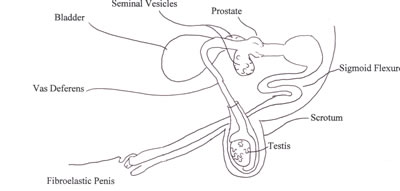 Seminal Vesicles
Prostate
Bladder
Sigmoid Flexure
Vas Deferens
Scrotum
Testis
Fibroelastic Penis